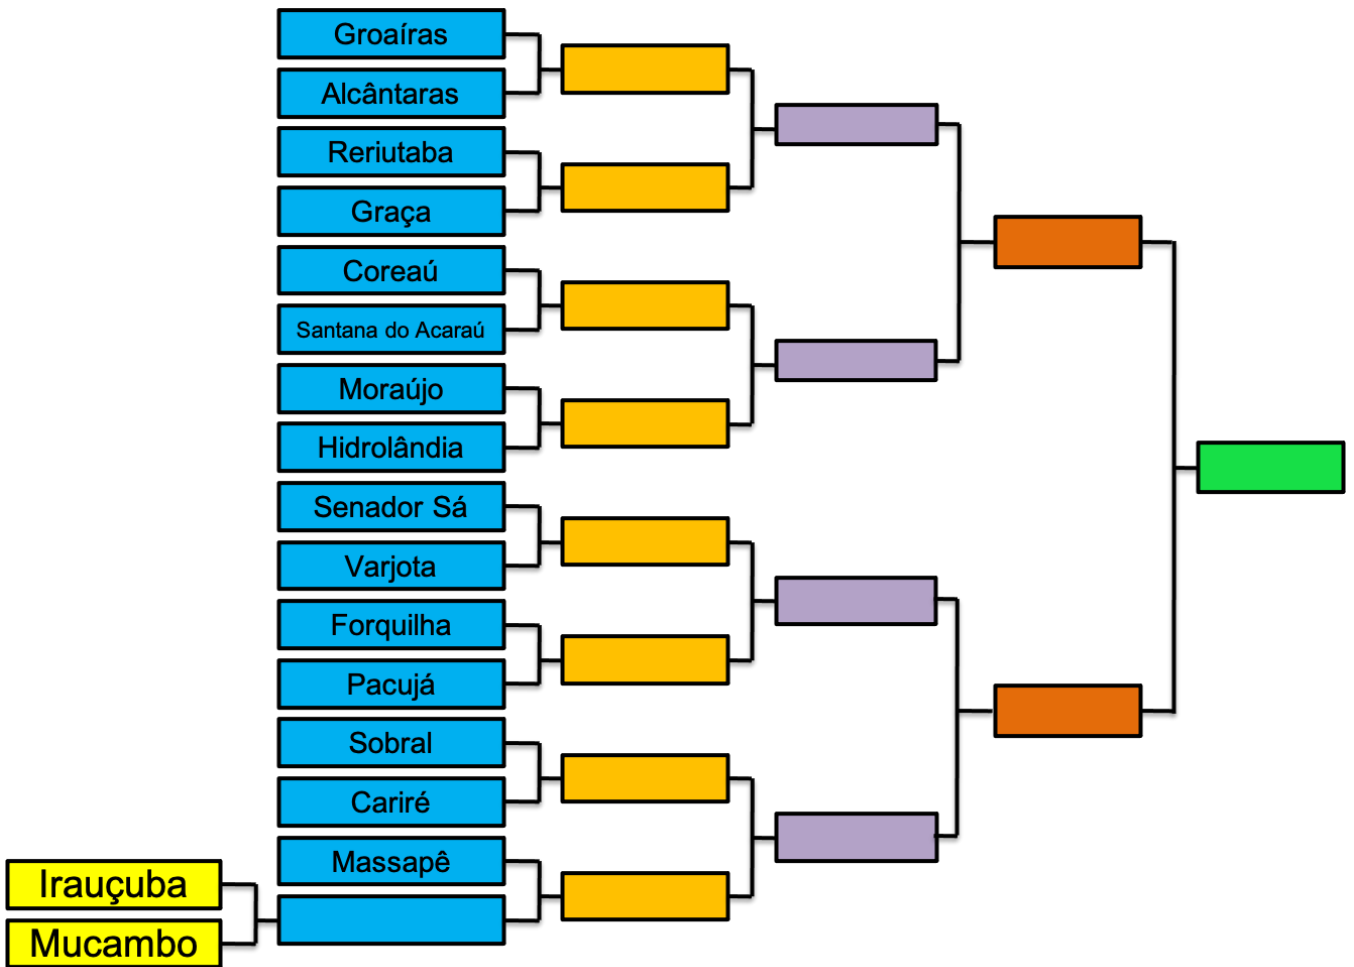 Groaíras
Alcântaras
Reriutaba
Graça
Coreaú
Santana do Acaraú
Moraújo
Hidrolândia
Senador Sá
Varjota
Forquilha
Pacujá
Sobral
Cariré
Massapê
Irauçuba
Mucambo